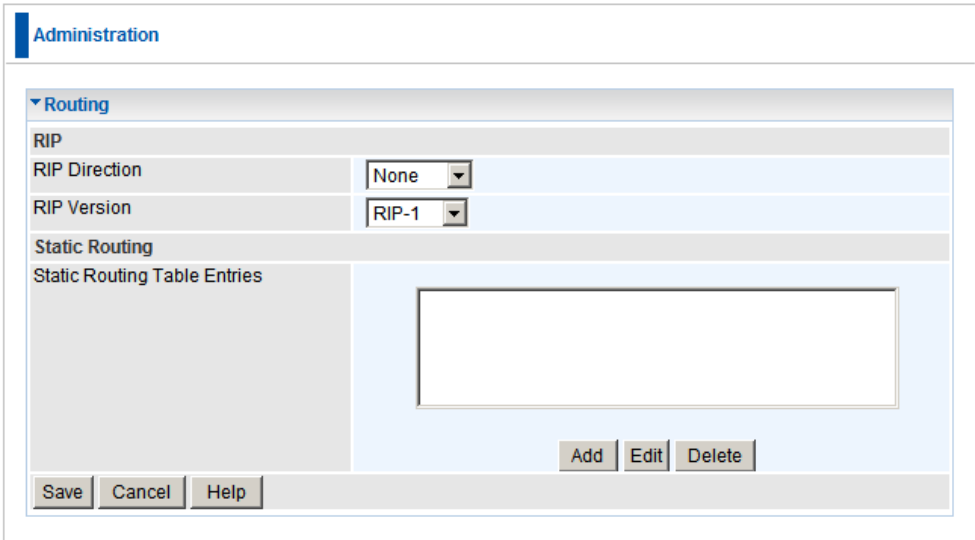 Administration
Routing
RIP
RIP Direction
None
RIP Version
RIP-1
Static Routing
Static Routing Table Entries
Add Edit Delete
Save Cancel Help